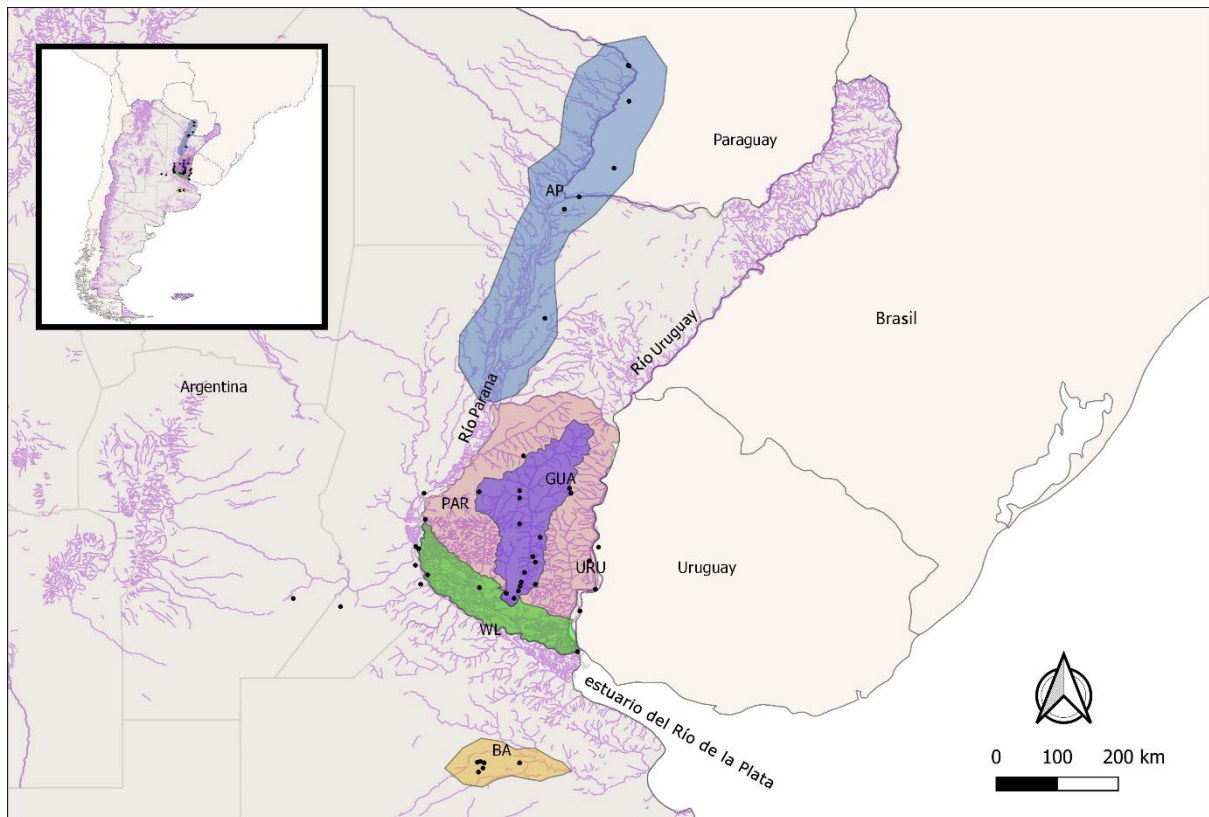 Paraguay
AP
Brasil
Río Uruguay
Argentina
Río Parana
GUA
PAR
URU
Uruguay
WL
estuario del Río de la Plata
BA
0 100 200 km